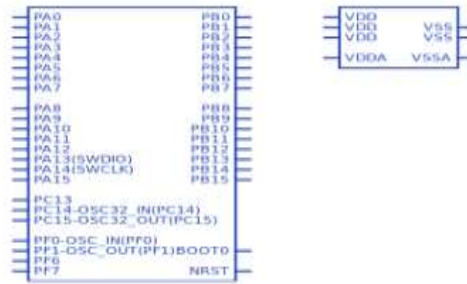 PA0 PB0
PA1 PB1
PA2 PB2
PA3 PB3
PA4 PB4
PA5 PB5
PA6 PB6
PA7 PB7
PA8 PB8
PA9 PB9
PA10 PB10
PA11 PB11
PA12 PB12
PA13(SWDIO) PB13
PA14(SWCLK) PB14
PA15 PB15
PC13
PC14-OSC32_IN(PC14)
PC15-OSC32_OUT(PC15)
PF0-OSC_IN(PF0)
PF1-OSC_OUT(PF1)BOOT0
PF6
PF7 NRST
VDD
VDD VSS
VDD VSS
VDDA VSSA